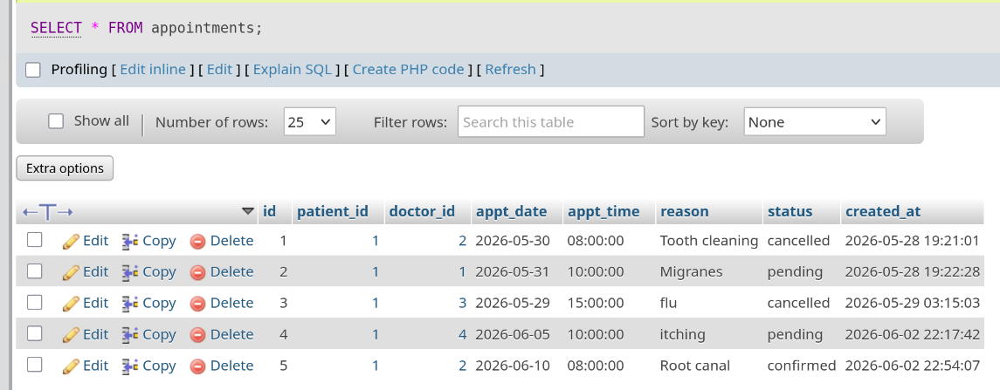 SELECT * FROM appointments;
Profiling [ Edit inline ] [ Edit ] [ Explain SQL ] [ Create PHP code ] [ Refresh ]
Show all Number of rows: 25 Filter rows: Search this table Sort by key: None
Extra options
←T→ id patient_id doctor_id appt_date appt_time reason status created_at
Edit Copy Delete 1 1 2 2026-05-30 08:00:00 Tooth cleaning cancelled 2026-05-28 19:21:01
Edit Copy Delete 2 1 1 2026-05-31 10:00:00 Migranes pending 2026-05-28 19:22:28
Edit Copy Delete 3 1 3 2026-05-29 15:00:00 flu cancelled 2026-05-29 03:15:03
Edit Copy Delete 4 1 4 2026-06-05 10:00:00 itching pending 2026-06-02 22:17:42
Edit Copy Delete 5 1 2 2026-06-10 08:00:00 Root canal confirmed 2026-06-02 22:54:07